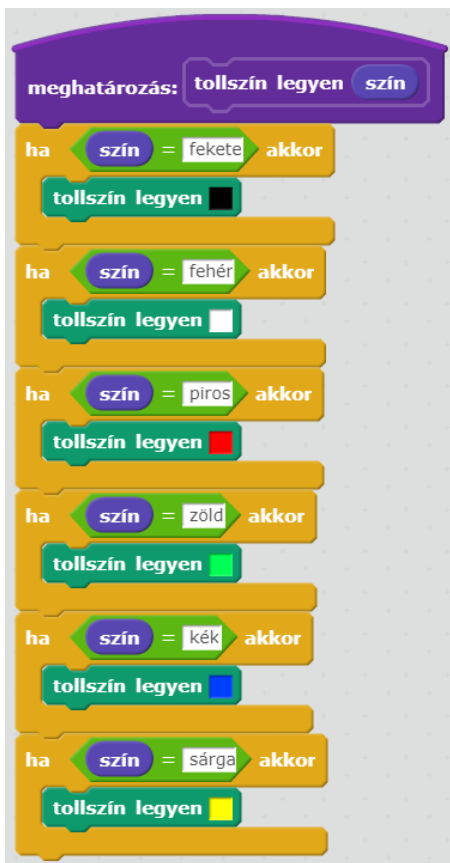 meghatározás: tollszín legyen szín
ha szín = fekete akkor
tollszín legyen
ha szín = fehér akkor
tollszín legyen
ha szín = piros akkor
tollszín legyen
ha szín = zöld akkor
tollszín legyen
ha szín = kék akkor
tollszín legyen
ha szín = sárga akkor
tollszín legyen